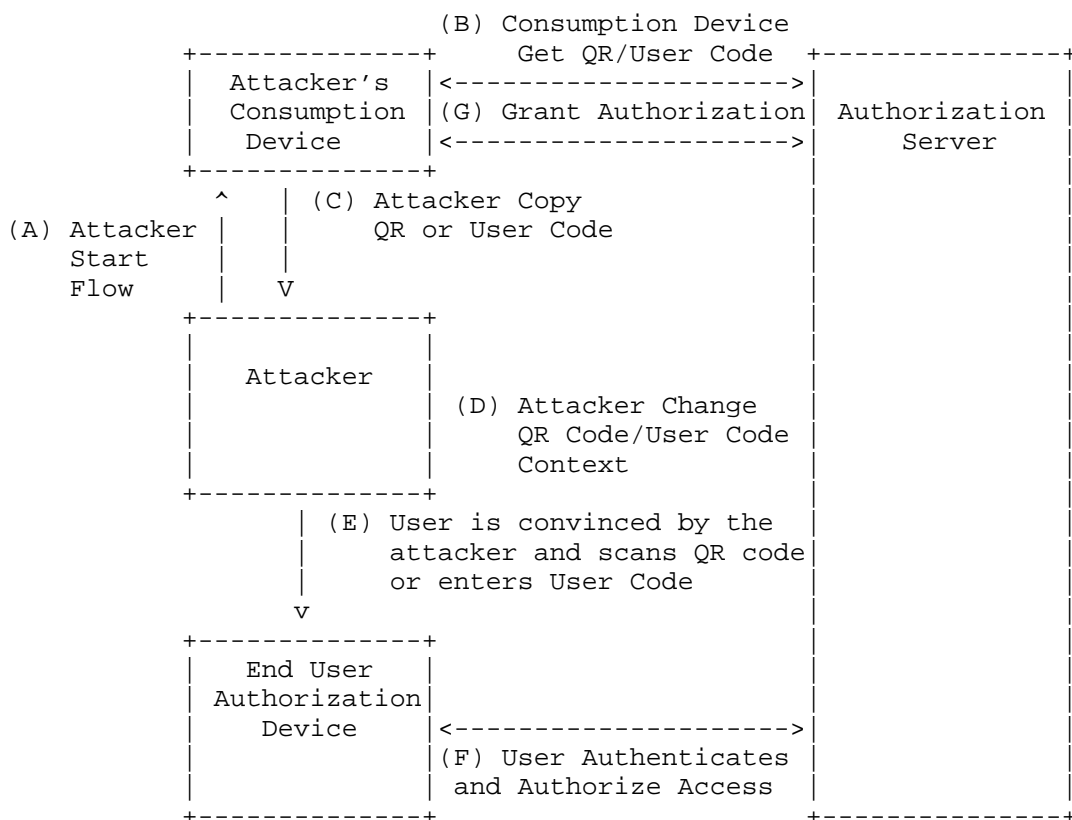 (B) Consumption Device
Get QR/User Code
Attacker's
Consumption
Device
(G) Grant Authorization
Authorization
Server
(A) Attacker
Start
Flow
(C) Attacker Copy
QR or User Code
Attacker
(D) Attacker Change
QR Code/User Code
Context
(E) User is convinced by the
attacker and scans QR code
or enters User Code
End User
Authorization
Device
(F) User Authenticates
and Authorize Access